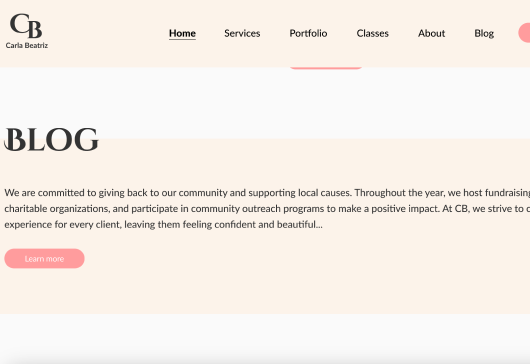 CB
Carla Beatriz
Home Services Portfolio Classes About Blog
BLOG
We are committed to giving back to our community and supporting local causes. Throughout the year, we host fundraising
charitable organizations, and participate in community outreach programs to make a positive impact. At CB, we strive to
experience for every client, leaving them feeling confident and beautiful...
Learn more